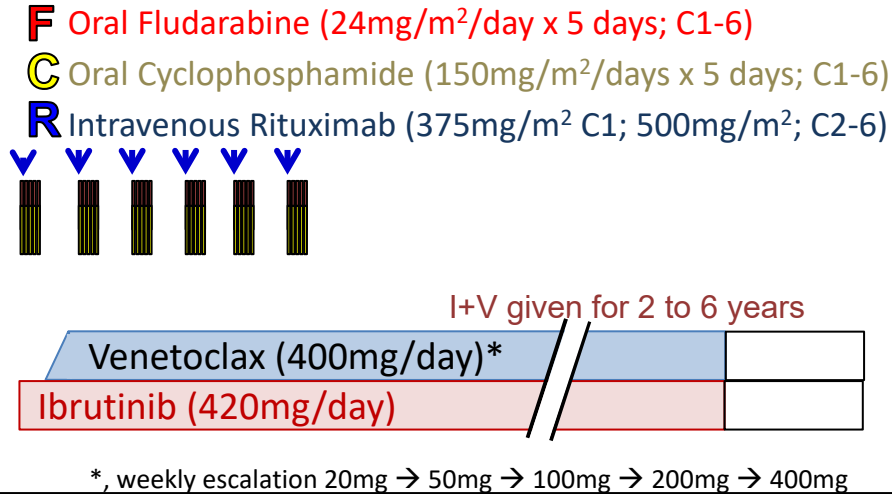 F Oral Fludarabine (24mg/m²/day x 5 days; C1-6)
C Oral Cyclophosphamide (150mg/m²/days x 5 days; C1-6)
R Intravenous Rituximab (375mg/m² C1; 500mg/m²; C2-6)
I+V given for 2 to 6 years
Venetoclax (400mg/day)*
Ibrutinib (420mg/day)
*, weekly escalation 20mg → 50mg → 100mg → 200mg → 400mg